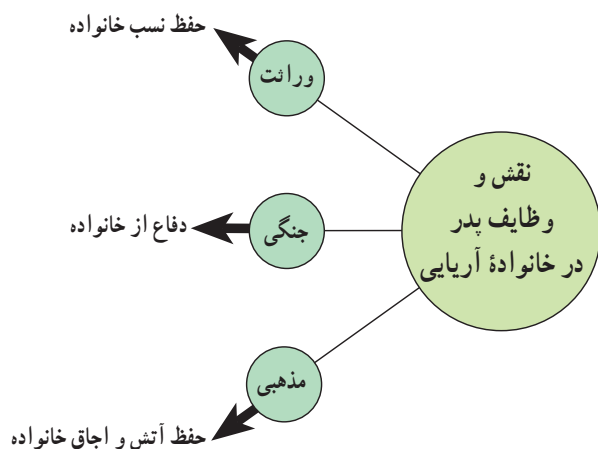 نقش و
وظایف پدر
در خانوادهٔ آریایی
وراثت
حفظ نسب خانواده
جنگی
دفاع از خانواده
مذهبی
حفظ آتش و اجاق خانواده